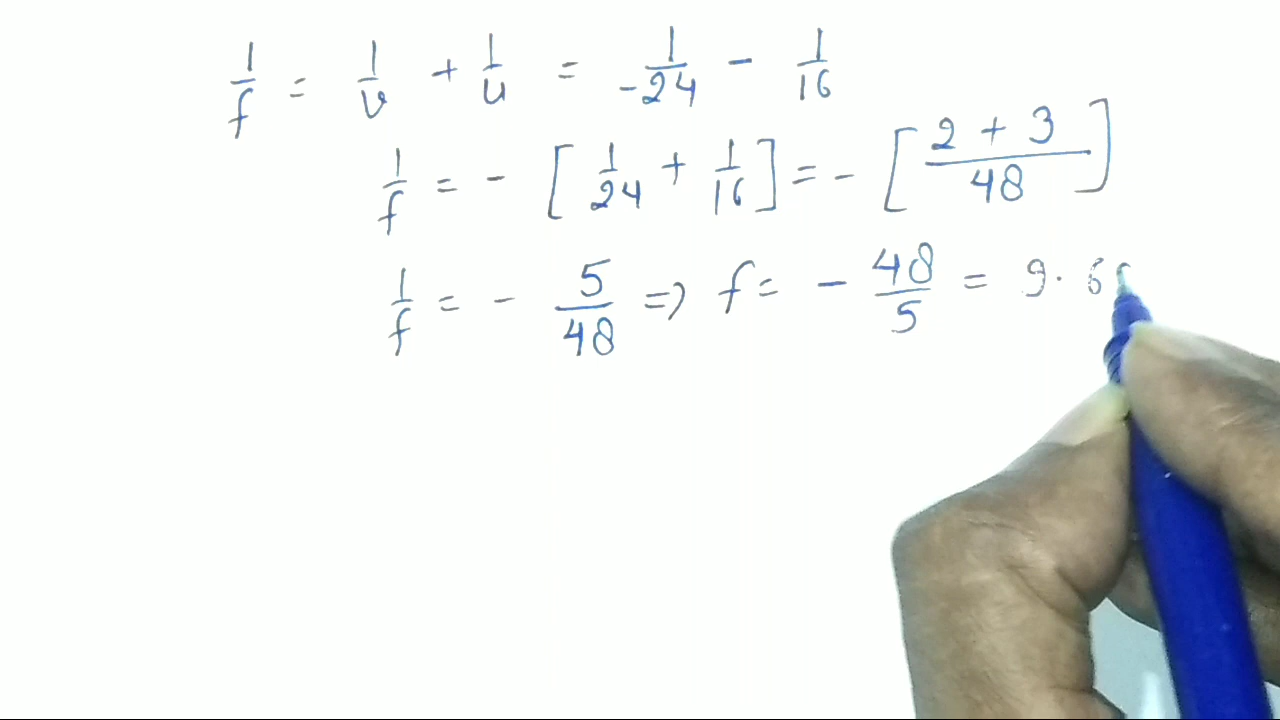 1/f = 1/v + 1/u = 1/-24 - 1/16
1/f = - [ 1/24 + 1/16 ] = - [ 2 + 3 / 48 ]
1/f = - 5/48 ⇒ f = - 48/5 = 9.6